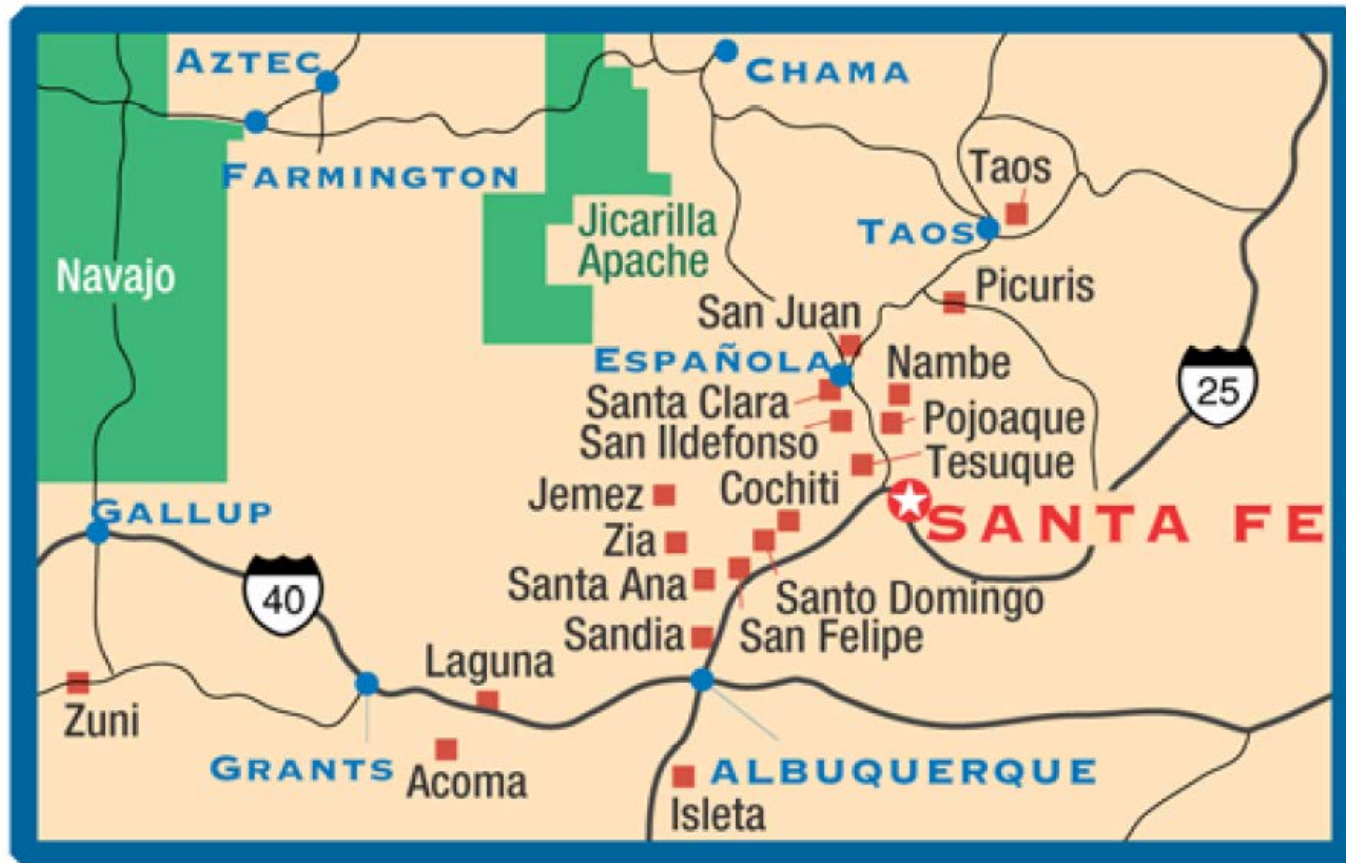 AZTEC
CHAMA
FARMINGTON
Taos
Jicarilla
Apache
TAOS
Navajo
Picuris
San Juan
ESPAÑOLA
Nambe
25
Santa Clara
Pojoaque
San Ildefonso
Tesuque
Jemez
Cochiti
GALLUP
SANTA FE
Zia
Santa Ana
40
Santo Domingo
Sandia
San Felipe
Laguna
Zuni
GRANTS
Acoma
ALBUQUERQUE
Isleta